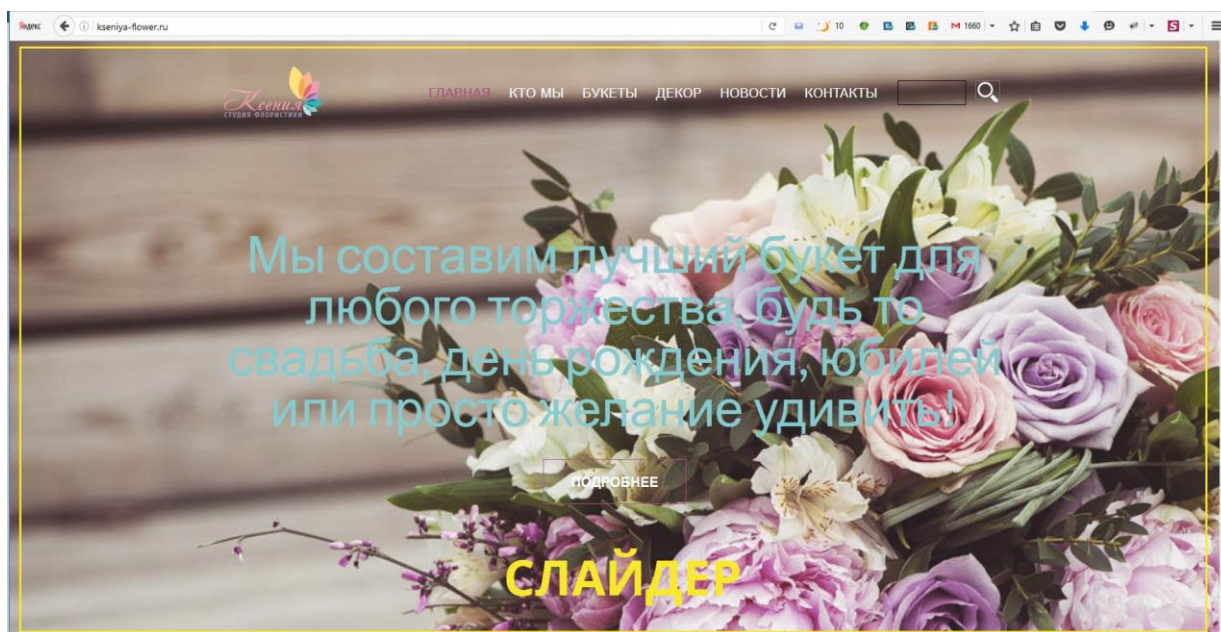 Яндекс
kseniya-flower.ru
10
1660
S
Ксения
СТУДИЯ ФЛОРИСТИКИ
ГЛАВНАЯ КТО МЫ БУКЕТЫ ДЕКОР НОВОСТИ КОНТАКТЫ
Мы составим лучший букет для
любого торжества, будь то
свадьба, день рождения, юбилей
или просто желание удивить!
ПОДРОБНЕЕ
СЛАЙДЕР